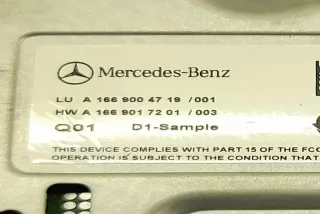 Mercedes-Benz
LU A 166 900 47 19 /001
HW A 166 901 72 01 /003
Q01 D1-Sample
THIS DEVICE COMPLIES WITH PART 15 OF THE FCC
OPERATION IS SUBJECT TO THE CONDITION THAT